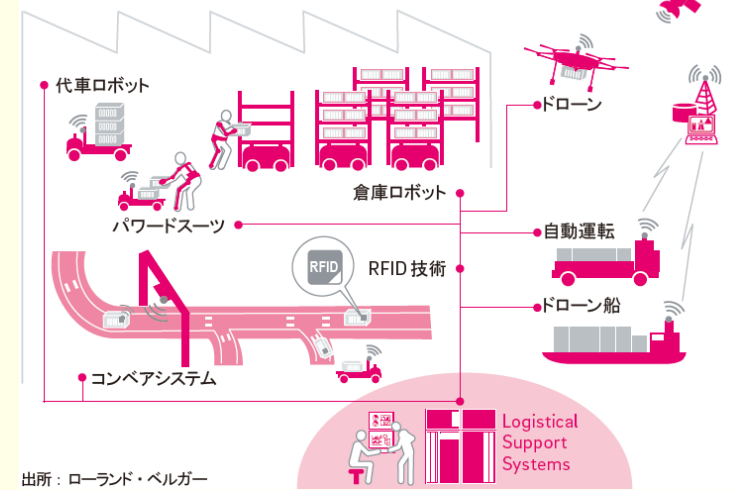 代車ロボット
ドローン
倉庫ロボット
パワードスーツ
自動運転
RFID
RFID 技術
ドローン船
コンベアシステム
Logistical
Support
Systems
出所：ローランド・ベルガー